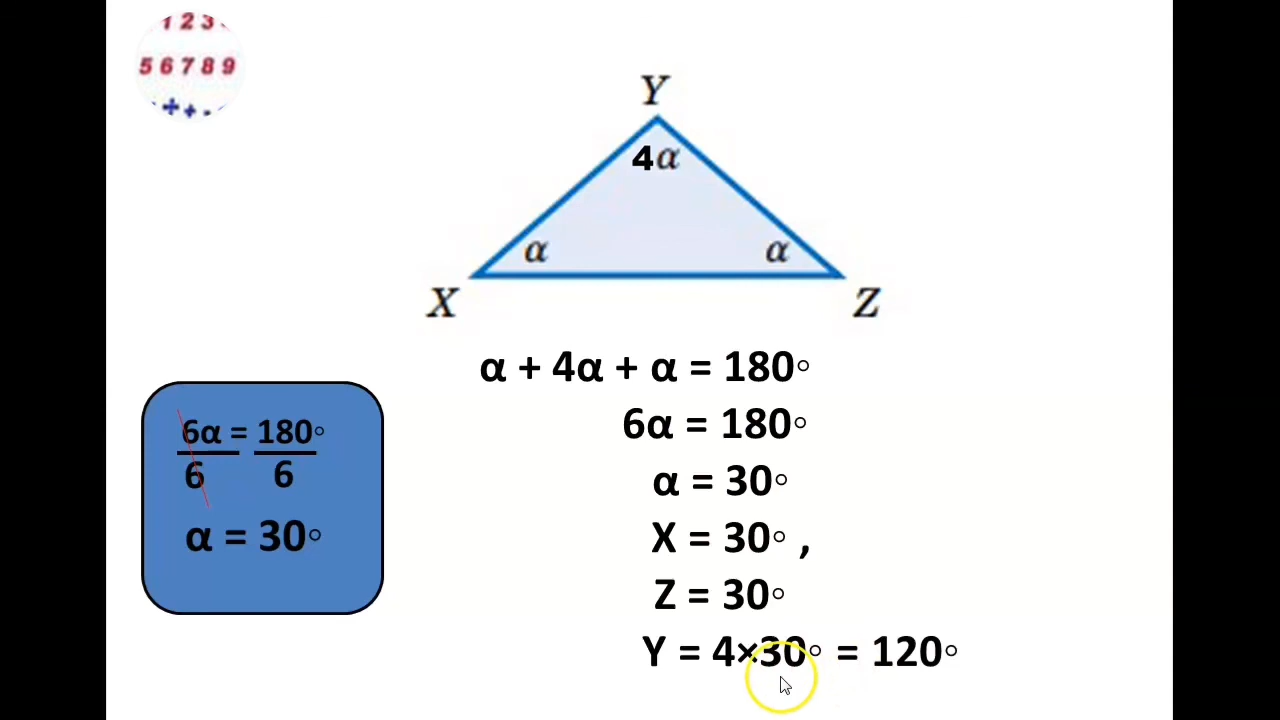 1 2 3
5 6 7 8 9
Y
4α
α α
X Z
α + 4α + α = 180°
6α = 180°
α = 30°
X = 30° ,
Z = 30°
Y = 4×30° = 120°
6α = 180°
6 6
α = 30°